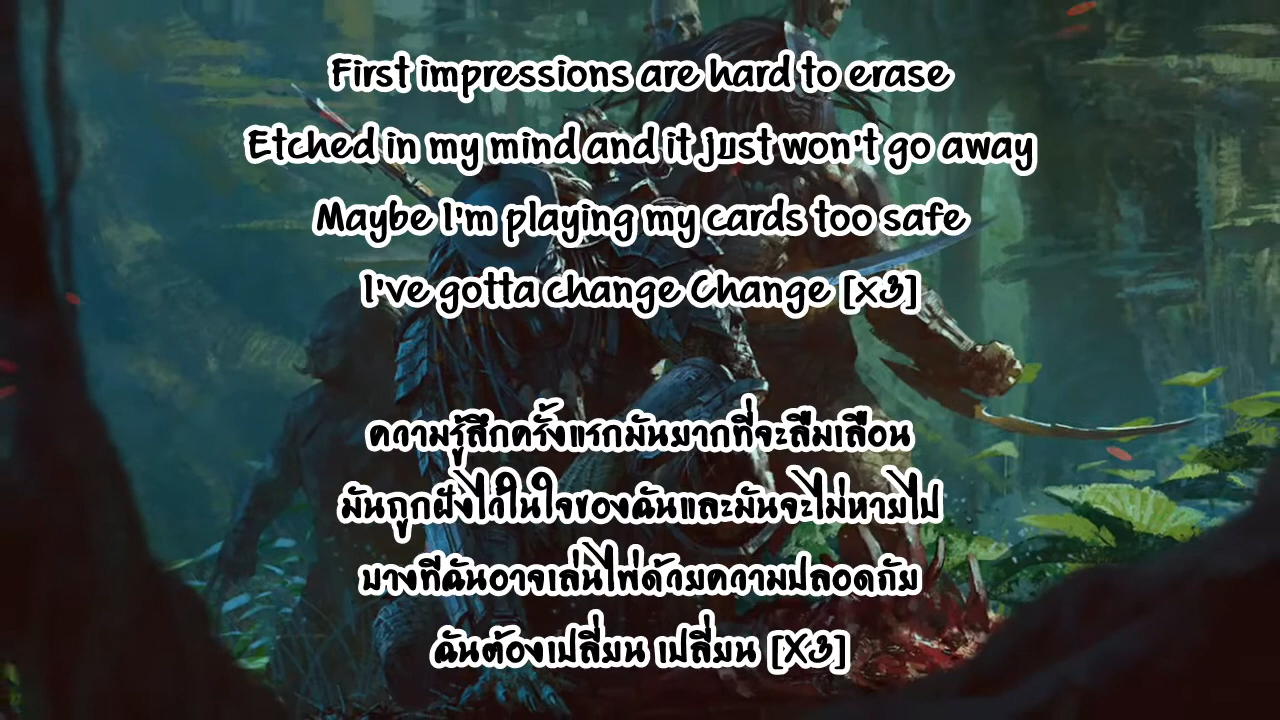 First impressions are hard to erase
Etched in my mind and it just won't go away
Maybe I'm playing my cards too safe
I've gotta change Change [x3]
ความรู้สึกครั้งแรกมันยากที่จะลืมเลือน
มันถูกฝังไว้ในใจของฉันและมันจะไม่หายไป
บางทีฉันอาจเล่นไพ่ด้วยความปลอดภัย
ฉันต้องเปลี่ยน เปลี่ยน [X3]